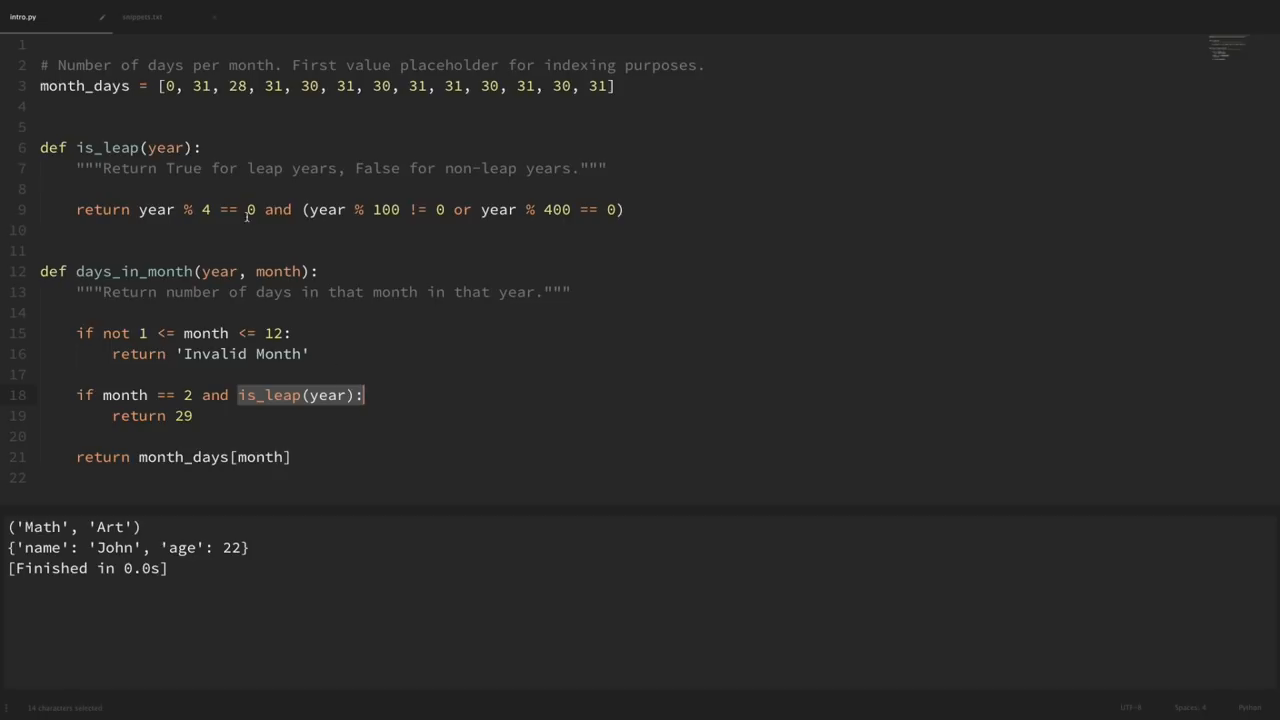 intro.py
snippets.txt
1
2 # Number of days per month. First value placeholder for indexing purposes.
3 month_days = [0, 31, 28, 31, 30, 31, 30, 31, 31, 30, 31, 30, 31]
4
5
6 def is_leap(year):
7     """Return True for leap years, False for non-leap years."""
8
9     return year % 4 == 0 and (year % 100 != 0 or year % 400 == 0)
10
11
12 def days_in_month(year, month):
13     """Return number of days in that month in that year."""
14
15     if not 1 <= month <= 12:
16         return 'Invalid Month'
17
18     if month == 2 and is_leap(year):
19         return 29
20
21     return month_days[month]
22
('Math', 'Art')
{'name': 'John', 'age': 22}
[Finished in 0.0s]
14 characters selected
UTF-8
Spaces: 4
Python